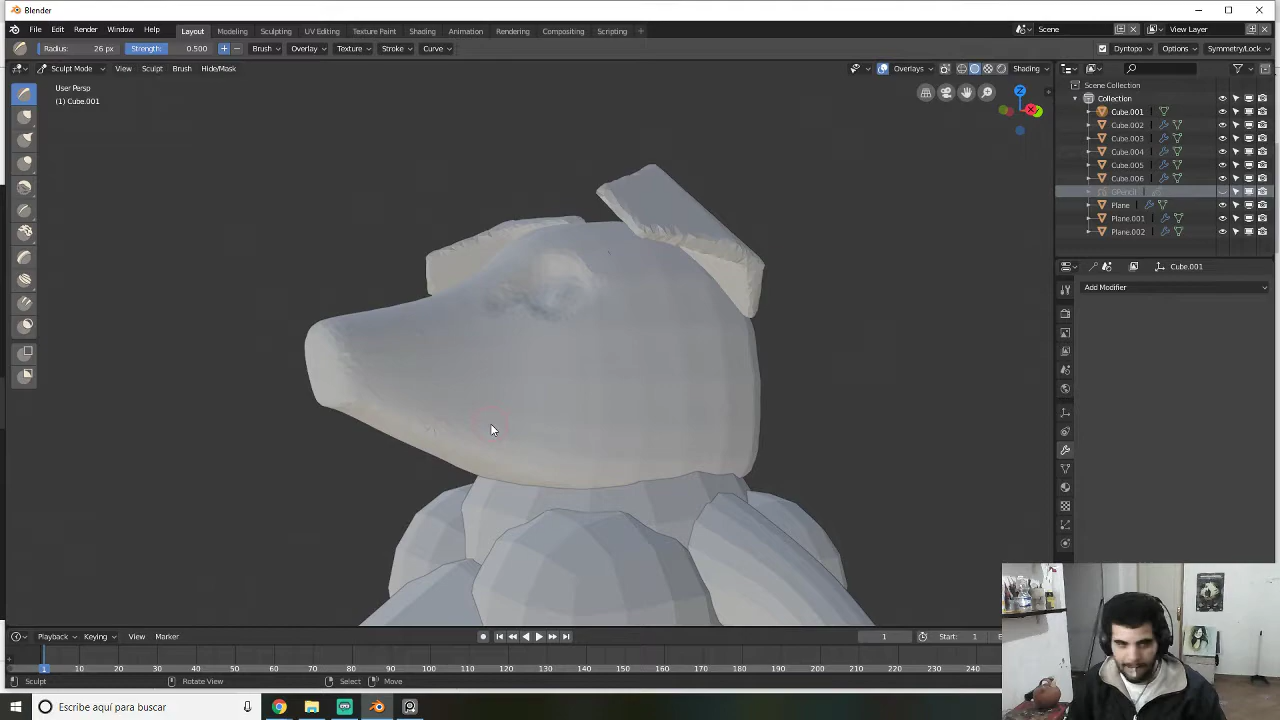 Blender
File Edit Render Window Help Layout Modeling Sculpting UV Editing Texture Paint Shading Animation Rendering Compositing Scripting + Scene View Layer
Radius: 26 px Strength: 0.500 Brush Overlay Texture Stroke Curve Dyntopo Options Symmetry/Lock
Sculpt Mode View Sculpt Brush Hide/Mask Overlays Shading
User Persp
(1) Cube.001
Z
X
Scene Collection
Collection
Cube.001
Cube.002
Cube.003
Cube.004
Cube.005
Cube.006
GPencil
Plane
Plane.001
Plane.002
Cube.001
Add Modifier
Playback Keying View Marker 1 Start: 1
1 10 20 30 40 50 60 70 80 90 100 110 120 130 140 150 160 170 180 190 200 210 220 230 240
Sculpt Rotate View Select Move
Escribe aquí para buscar